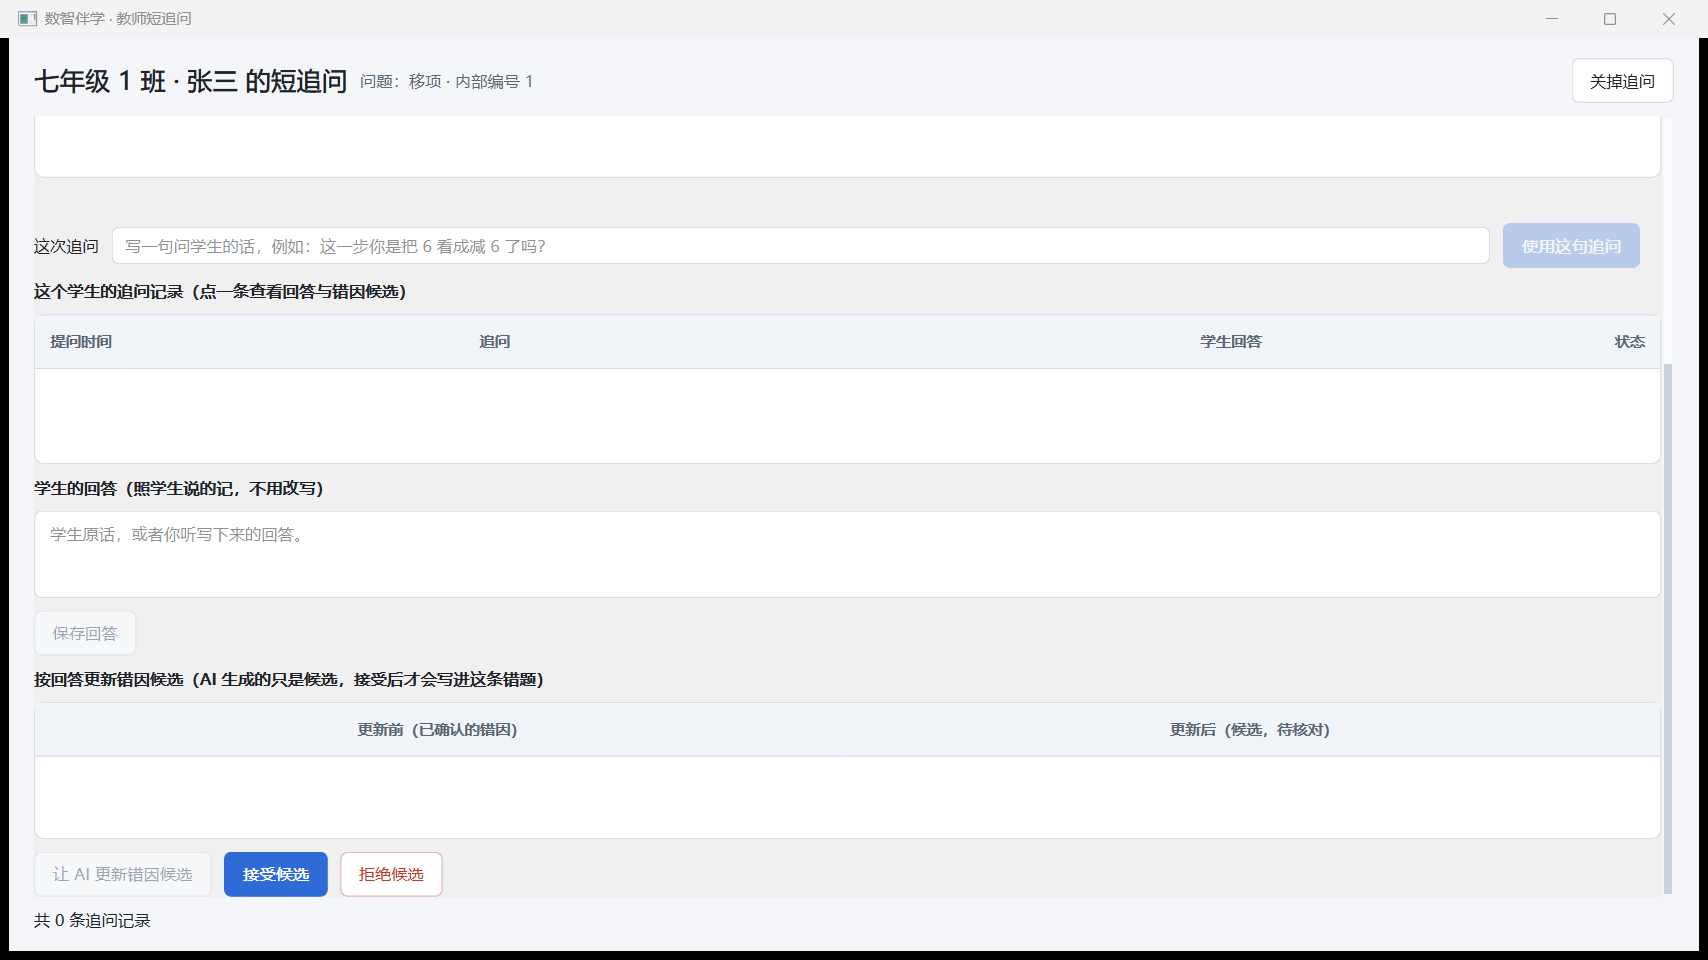 数智伴学 · 教师短追问
七年级 1 班 · 张三 的短追问 问题：移项 · 内部编号 1 关掉追问
这次追问 写一句问学生的话，例如：这一步你是把 6 看成减 6 了吗？ 使用这句追问
这个学生的追问记录（点一条查看回答与错因候选）
提问时间 追问 学生回答 状态
学生的回答（照学生说的记，不用改写）
学生原话，或者你听写下来的回答。
保存回答
按回答更新错因候选（AI 生成的只是候选，接受后才会写进这条错题）
更新前（已确认的错因） 更新后（候选，待核对）
让 AI 更新错因候选 接受候选 拒绝候选
共 0 条追问记录